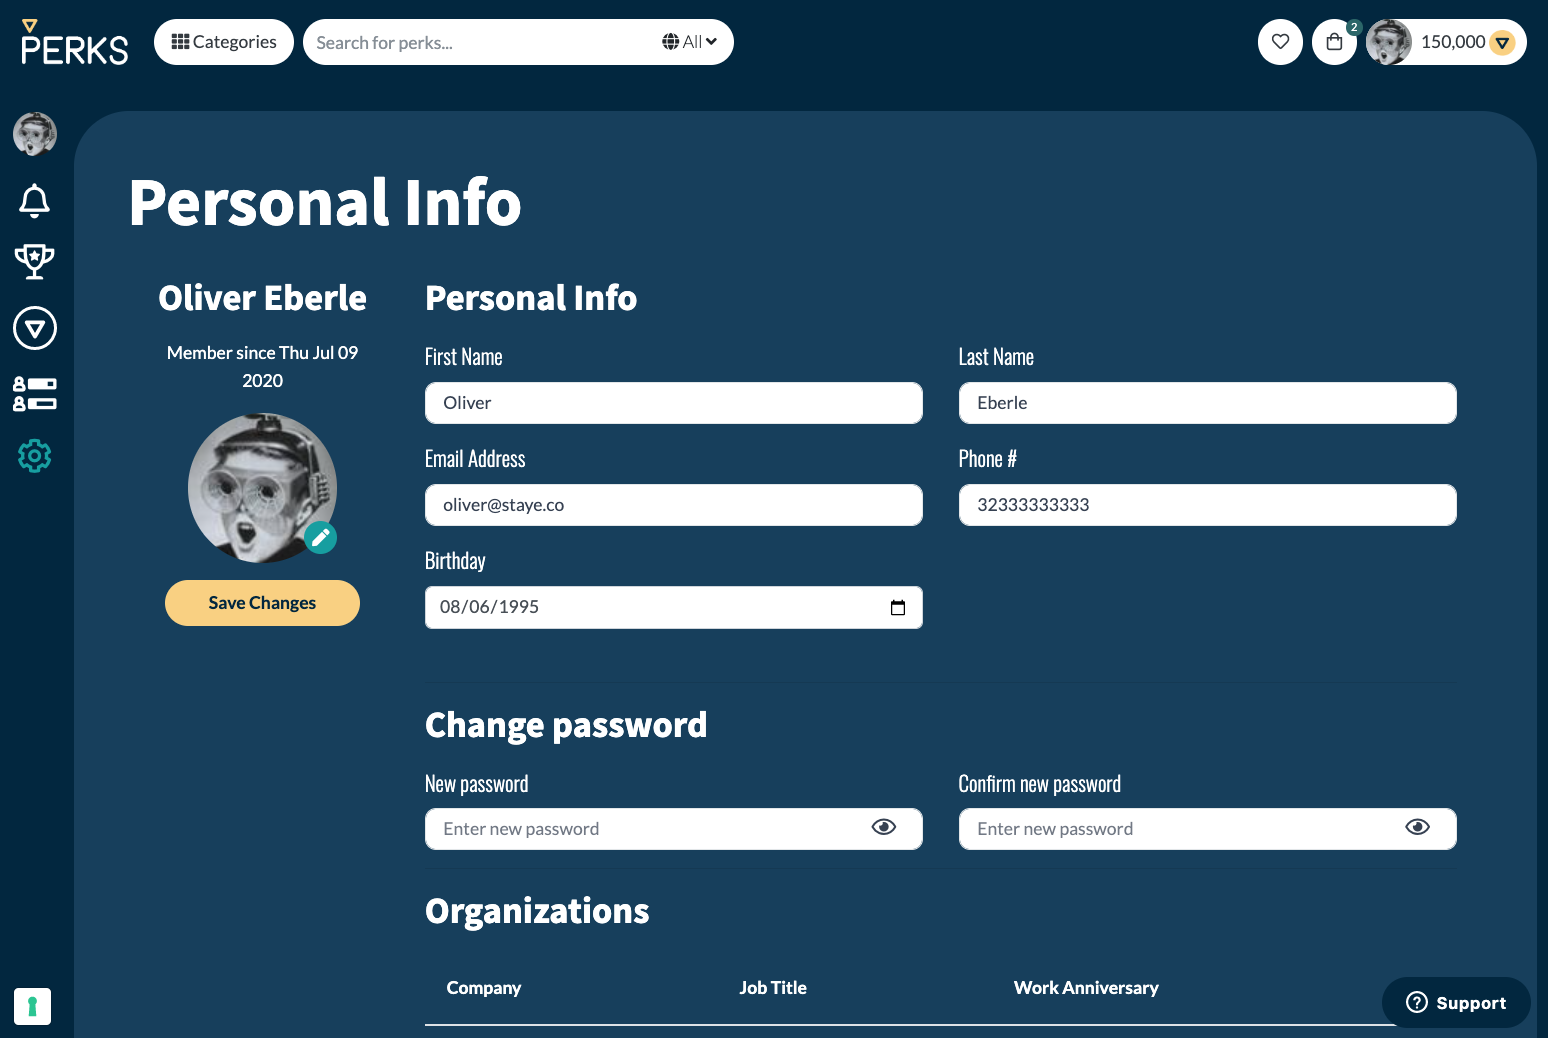 PERKS
Categories
Search for perks...
All
2
150,000
Personal Info
Oliver Eberle
Member since Thu Jul 09
2020
Save Changes
Personal Info
First Name
Last Name
Oliver
Eberle
Email Address
Phone #
oliver@staye.co
32333333333
Birthday
08/06/1995
Change password
New password
Confirm new password
Enter new password
Enter new password
Organizations
Company
Job Title
Work Anniversary
Support